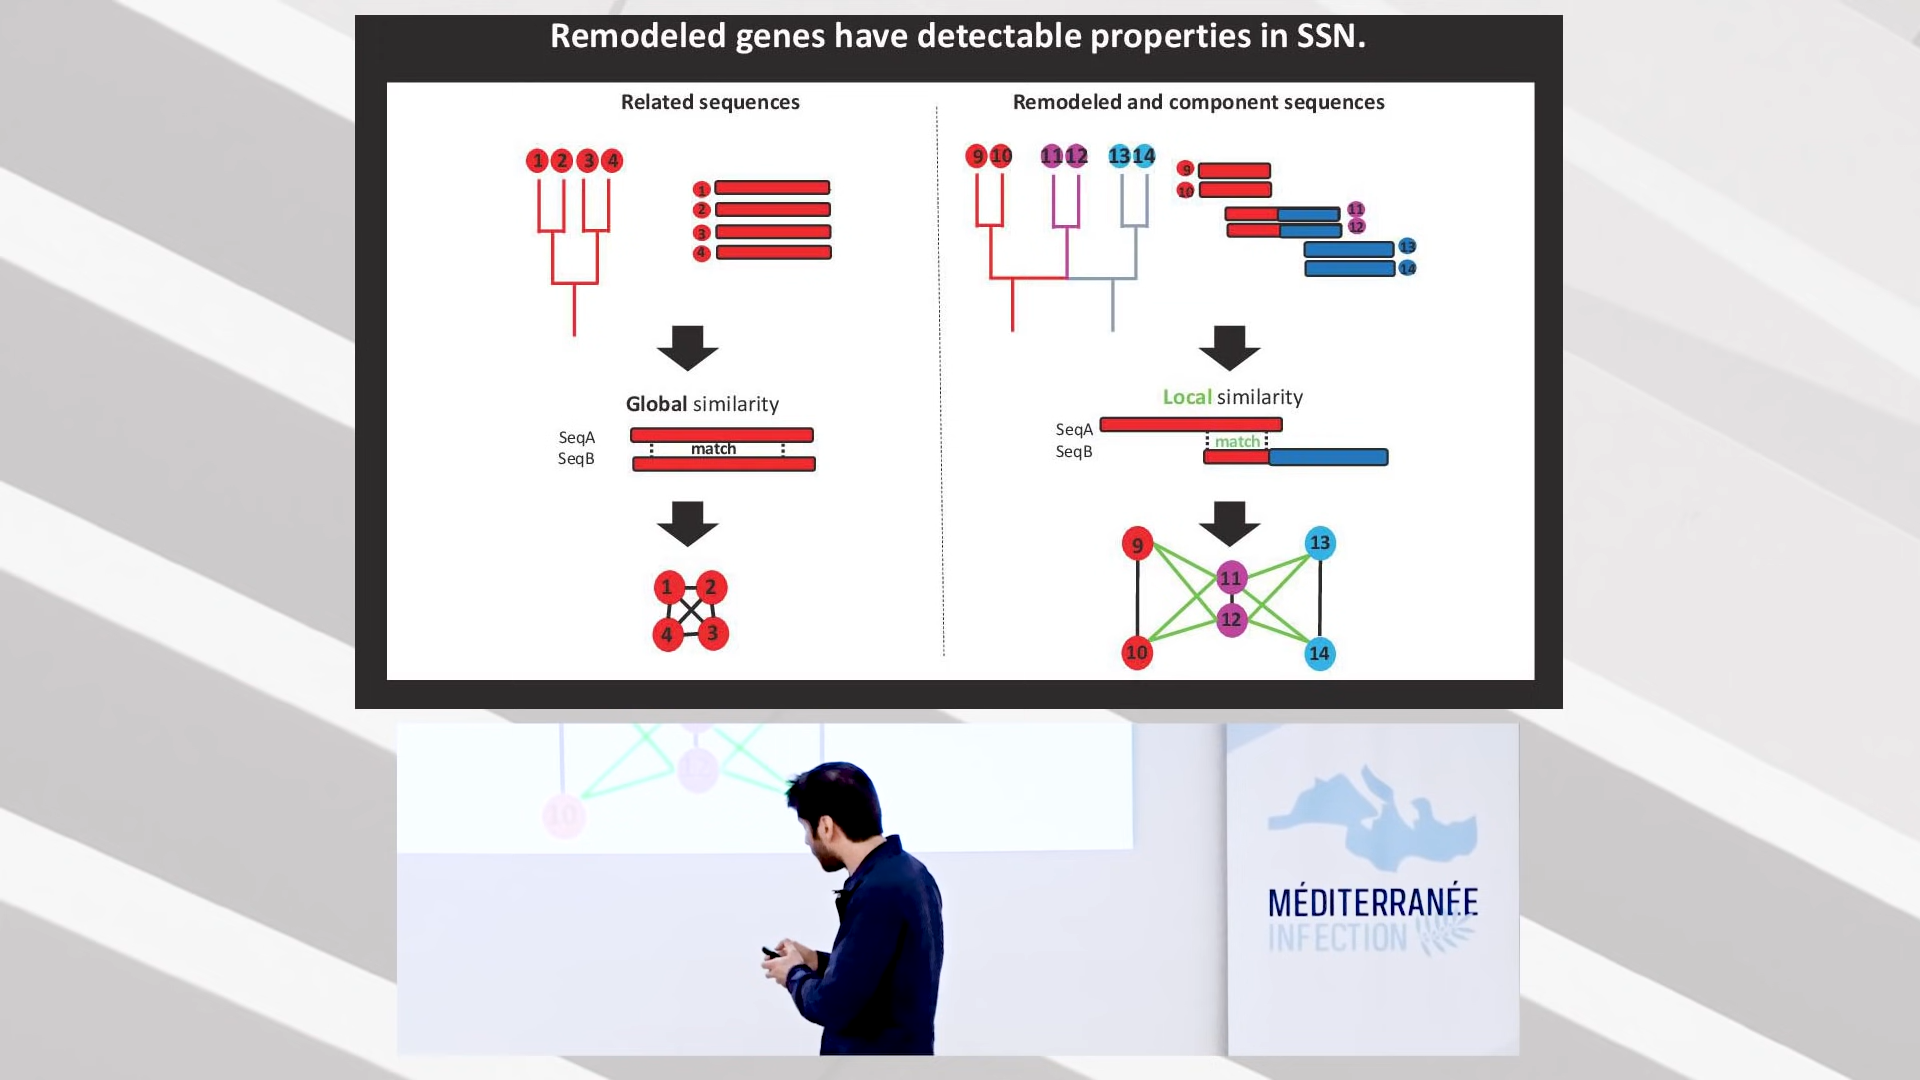 Remodeled genes have detectable properties in SSN.
Related sequences
1 2 3 4
1
2
3
4
Global similarity
SeqA
match
SeqB
1 2
4 3
Remodeled and component sequences
9 10 11 12 13 14
9
10
11
12
13
14
Local similarity
SeqA
match
SeqB
9 13
11
12
10 14
12
10
MÉDITERRANÉE
INFECTION